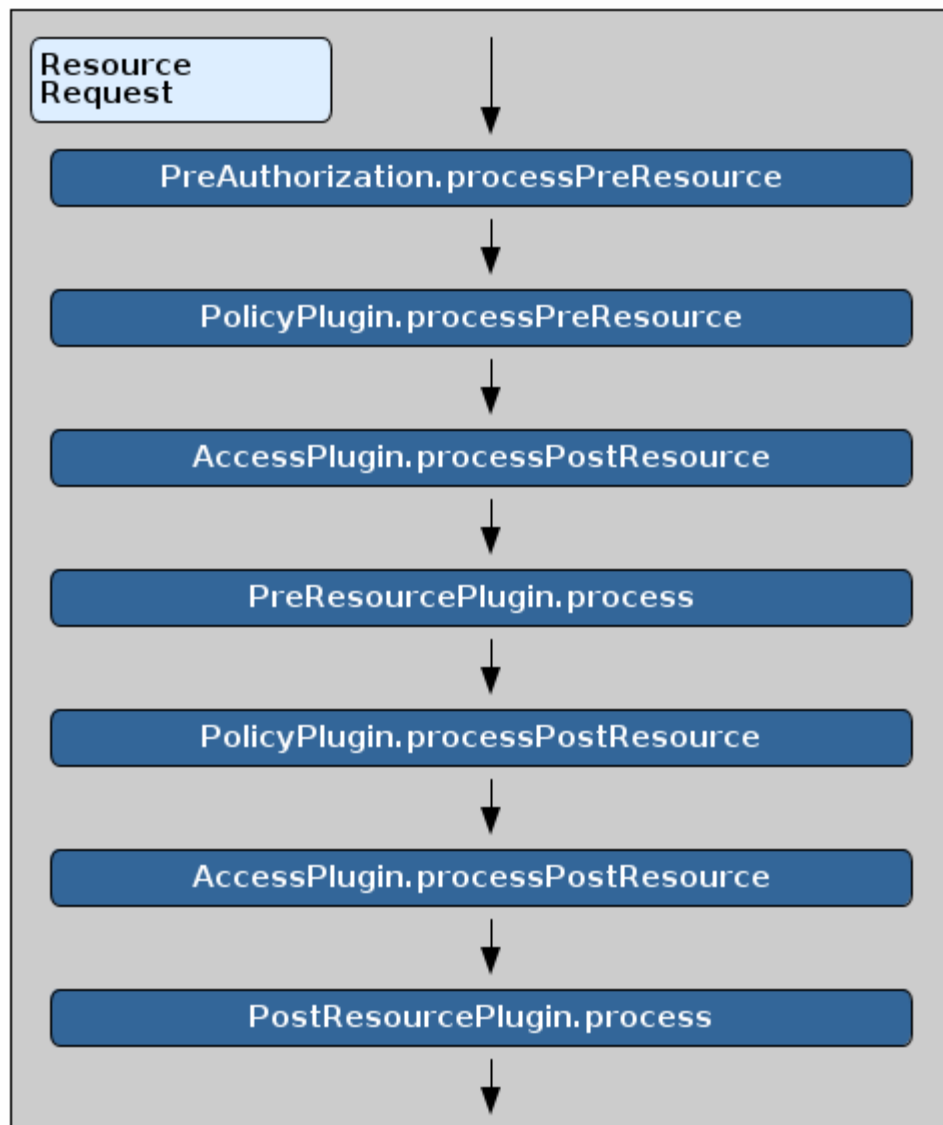 Resource
Request
PreAuthorization.processPreResource
PolicyPlugin.processPreResource
AccessPlugin.processPostResource
PreResourcePlugin.process
PolicyPlugin.processPostResource
AccessPlugin.processPostResource
PostResourcePlugin.process